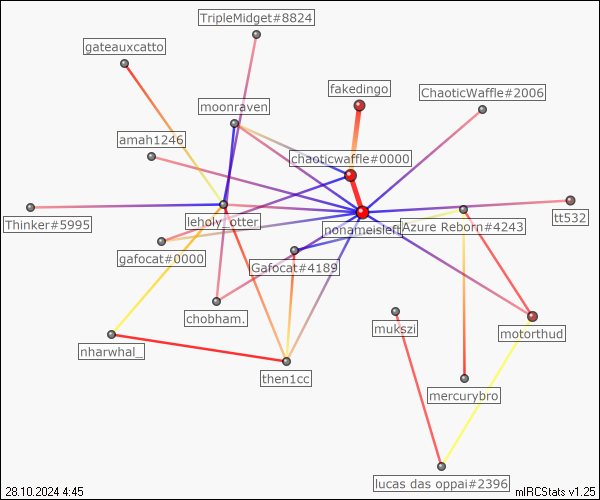 TripleMidget#8824
gateauxcatto
fakedingo
ChaoticWaffle#2006
moonraven
amah1246
chaoticwaffle#0000
Thinker#5995
leholy_otter
nonameisleft
Azure Reborn#4243
tt532
gafocat#0000
Gafocat#4189
chobham.
mukszi
motorthud
nharwhal_
then1cc
mercurybro
lucas das oppai#2396
28.10.2024 4:45
mIRCStats v1.25